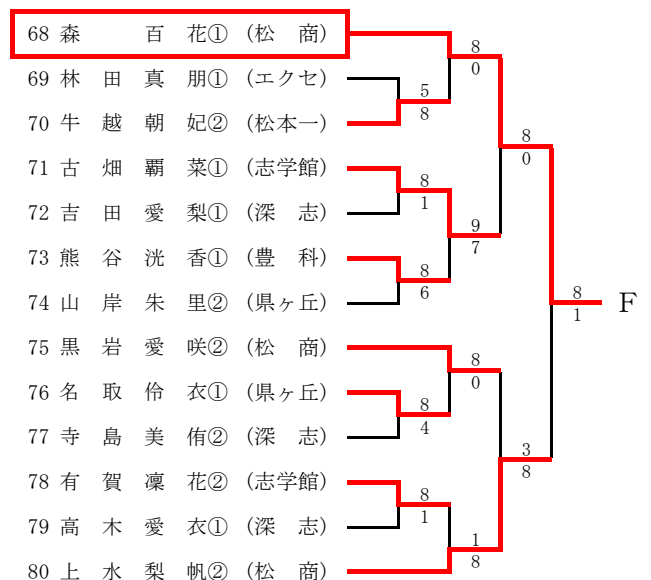 68 森 百 花① (松 商)
69 林 田 真 朋① (エクセ)
70 牛 越 朝 妃② (松本一)
71 古 畑 覇 菜① (志学館)
72 吉 田 愛 梨① (深 志)
73 熊 谷 洸 香① (豊 科)
74 山 岸 朱 里② (県ヶ丘)
75 黒 岩 愛 咲② (松 商)
76 名 取 伶 衣① (県ヶ丘)
77 寺 島 美 侑② (深 志)
78 有 賀 凜 花② (志学館)
79 高 木 愛 衣① (深 志)
80 上 水 梨 帆② (松 商)
5
8
8
1
8
6
8
4
8
1
8
0
9
7
8
0
1
8
8
0
3
8
8
1
F